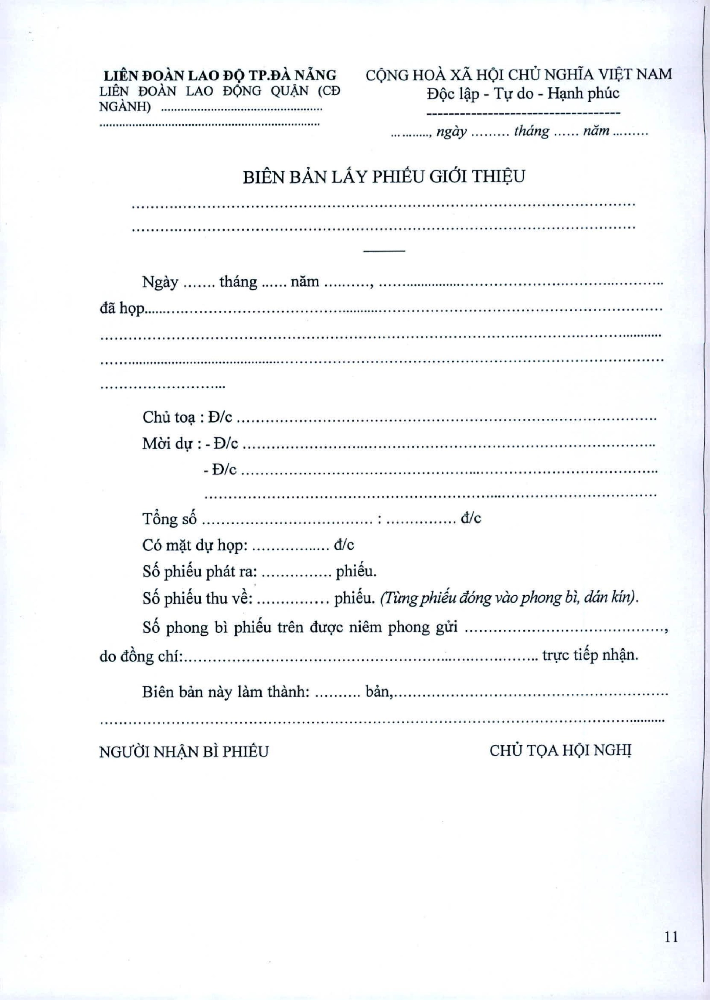 LIÊN ĐOÀN LAO ĐỘ TP.ĐÀ NẴNG
LIÊN ĐOÀN LAO ĐỘNG QUẬN (CĐ
NGÀNH) ..............................................
...............................................................
CỘNG HOÀ XÃ HỘI CHỦ NGHĨA VIỆT NAM
Độc lập - Tự do - Hạnh phúc
-----------------------------------
..........., ngày ......... tháng ...... năm .........
BIÊN BẢN LẤY PHIẾU GIỚI THIỆU
................................................................................
................................................................................
Ngày ....... tháng ...... năm .........., ............................................................
đã họp....................................................................................................
................................................................................
................................................................................
............................
Chủ toạ : Đ/c ................................................................................
Mời dự : - Đ/c ................................................................................
- Đ/c ................................................................................
................................................................................
Tổng số .................................... : ............... đ/c
Có mặt dự họp: ................. đ/c
Số phiếu phát ra: ............... phiếu.
Số phiếu thu về: ............... phiếu. (Từng phiếu đóng vào phong bì, dán kín).
Số phong bì phiếu trên được niêm phong gửi ..........................................,
do đồng chí:........................................................................... trực tiếp nhận.
Biên bản này làm thành: .......... bản,..........................................................
................................................................................
NGƯỜI NHẬN BÌ PHIẾU
CHỦ TỌA HỘI NGHỊ
11